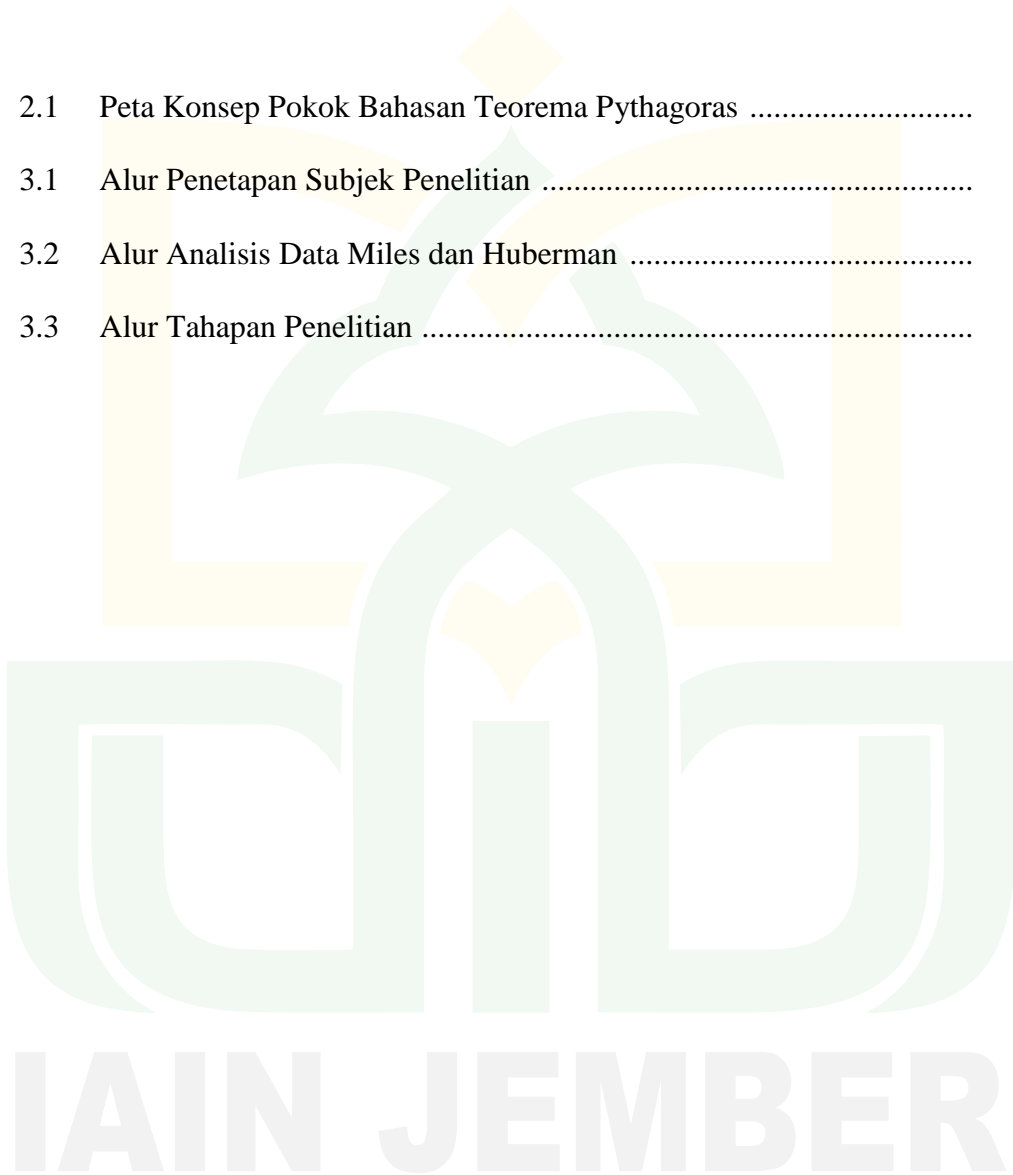 2.1 Peta Konsep Pokok Bahasan Teorema Pythagoras ............................
3.1 Alur Penetapan Subjek Penelitian .......................................................
3.2 Alur Analisis Data Miles dan Huberman ...........................................
3.3 Alur Tahapan Penelitian ......................................................................
IAIN JEMBER